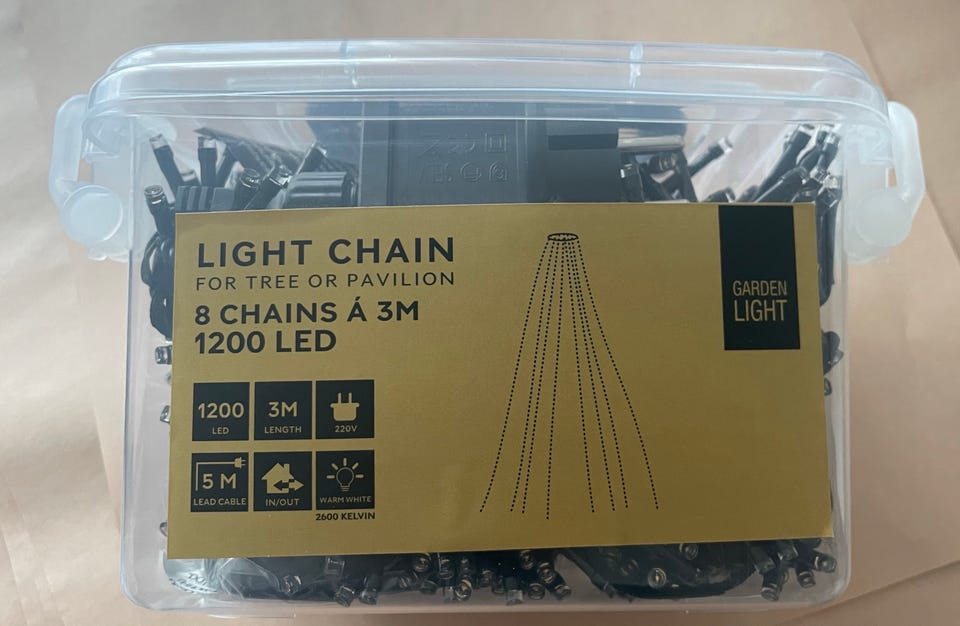 LIGHT CHAIN
FOR TREE OR PAVILION
8 CHAINS Á 3M
1200 LED
GARDEN
LIGHT
1200
LED
3M
LENGTH
220V
5 M
LEAD CABLE
IN/OUT
WARM WHITE
2600 KELVIN